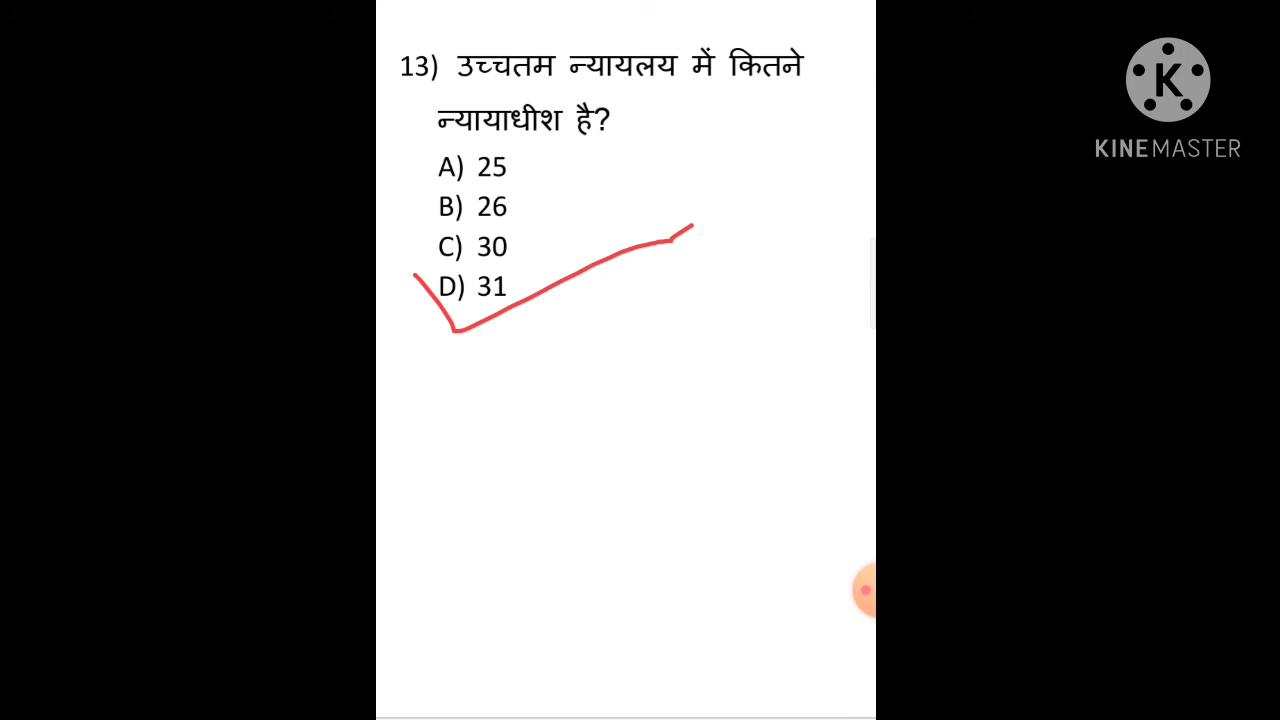 13) उच्चतम न्यायलय में कितने
न्यायाधीश है?
A) 25
B) 26
C) 30
D) 31
K
KINEMASTER